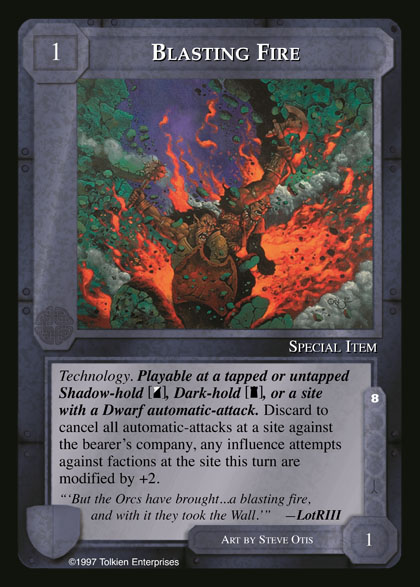 1
Blasting Fire
Special Item
Technology. Playable at a tapped or untapped
Shadow-hold [], Dark-hold [], or a site
with a Dwarf automatic-attack. Discard to
cancel all automatic-attacks at a site against
the bearer's company, any influence attempts
against factions at the site this turn are
modified by +2.
"'But the Orcs have brought...a blasting fire,
and with it they took the Wall.'" —LotRIII
8
Art by Steve Otis
1
©1997 Tolkien Enterprises